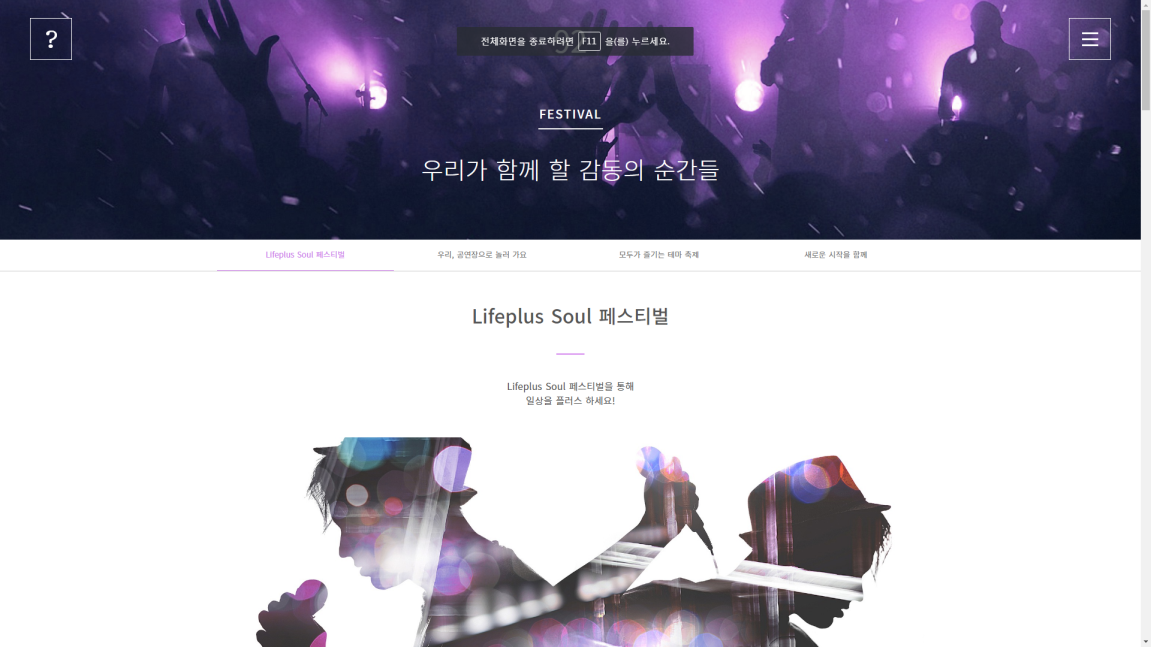 ?
전체화면을 종료하려면 F11 을(를) 누르세요.
FESTIVAL
우리가 함께 할 감동의 순간들
Lifeplus Soul 페스티벌
우리, 공연장으로 놀러 가요
모두가 즐기는 테마 축제
새로운 시작을 함께
Lifeplus Soul 페스티벌
Lifeplus Soul 페스티벌을 통해
일상을 플러스 하세요!